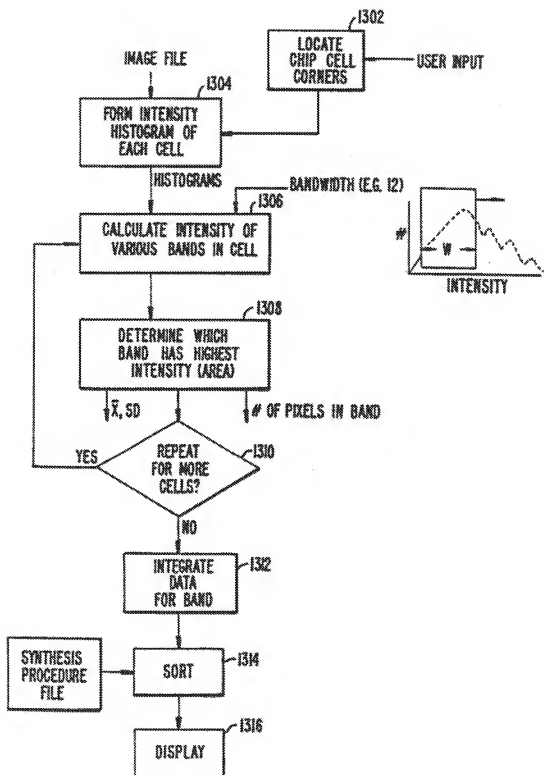 1302
LOCATE
CHIP CELL
CORNERS
USER INPUT
IMAGE FILE
1304
FORM INTENSITY
HISTOGRAM OF
EACH CELL
HISTOGRAMS
BANDWIDTH (E.G. 12)
1306
CALCULATE INTENSITY OF
VARIOUS BANDS IN CELL
#
W
INTENSITY
1308
DETERMINE WHICH
BAND HAS HIGHEST
INTENSITY (AREA)
X̄, SD
# OF PIXELS IN BAND
YES
1310
REPEAT
FOR MORE
CELLS?
NO
1312
INTEGRATE
DATA
FOR BAND
SYNTHESIS
PROCEDURE
FILE
1314
SORT
1316
DISPLAY